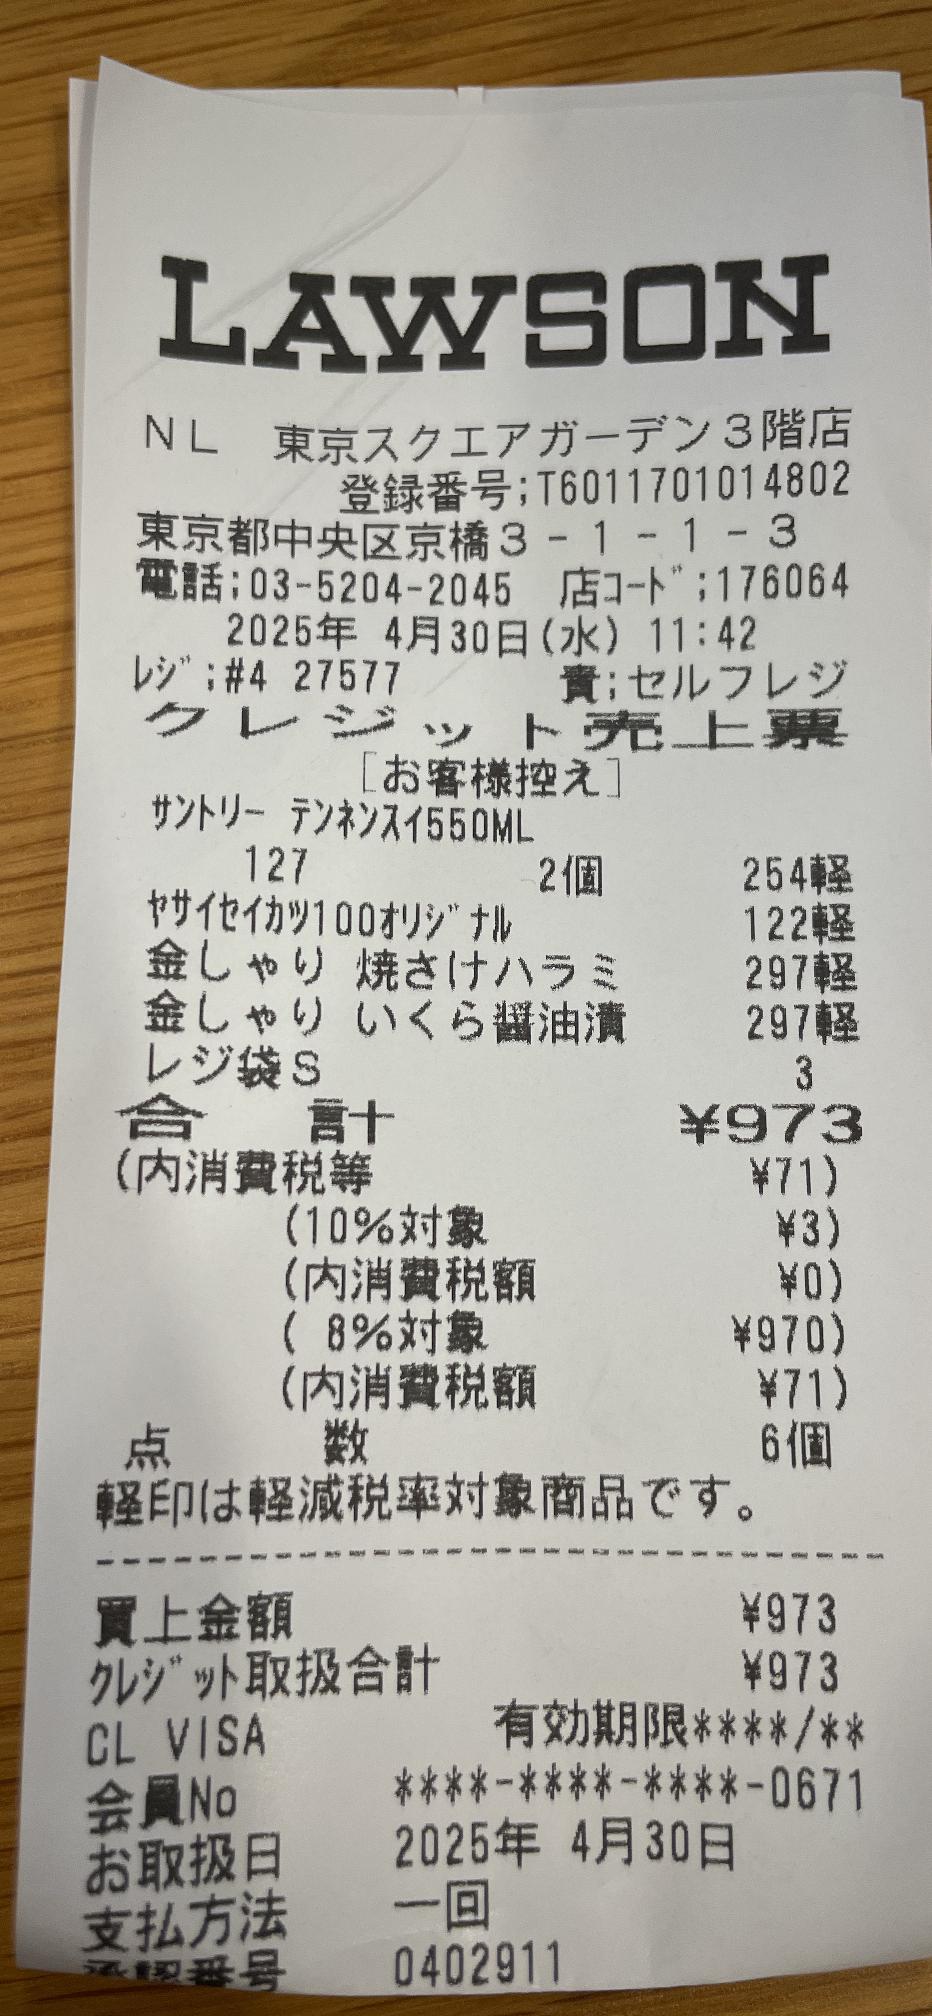 LAWSON
NL 東京スクエアガーデン3階店
登録番号;T6011701014802
東京都中央区京橋3-1-1-3
電話;03-5204-2045 店ｺｰﾄﾞ;176064
2025年 4月30日(水) 11:42
ﾚｼﾞ;#4 27577 責;セルフレジ
クレジット売上票
[お客様控え]
ｻﾝﾄﾘｰ ﾃﾝﾈﾝｽｲ550ML
127 2個 254軽
ﾔｻｲｾｲｶﾂ100ｵﾘｼﾞﾅﾙ 122軽
金しゃり 焼さけハラミ 297軽
金しゃり いくら醤油漬 297軽
レジ袋S 3
合 計 ¥973
(内消費税等 ¥71)
(10%対象 ¥3)
(内消費税額 ¥0)
( 8%対象 ¥970)
(内消費税額 ¥71)
点 数 6個
軽印は軽減税率対象商品です。
--------------------------------
買上金額 ¥973
ｸﾚｼﾞｯﾄ取扱合計 ¥973
CL VISA 有効期限****/**
会員No ****-****-****-0671
お取扱日 2025年 4月30日
支払方法 一回
承認番号 0402911